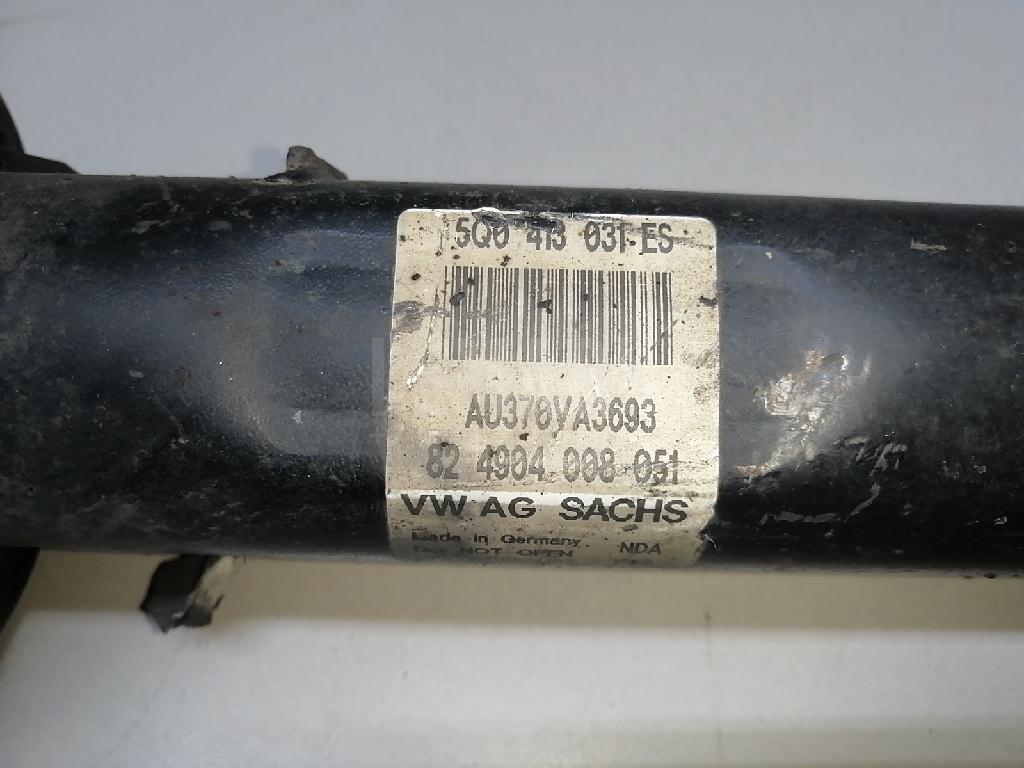 5Q0 413 031 ES
AU370VA3693
82 4904 008 051
VW AG SACHS
Made in Germany
DO NOT OPEN NDA